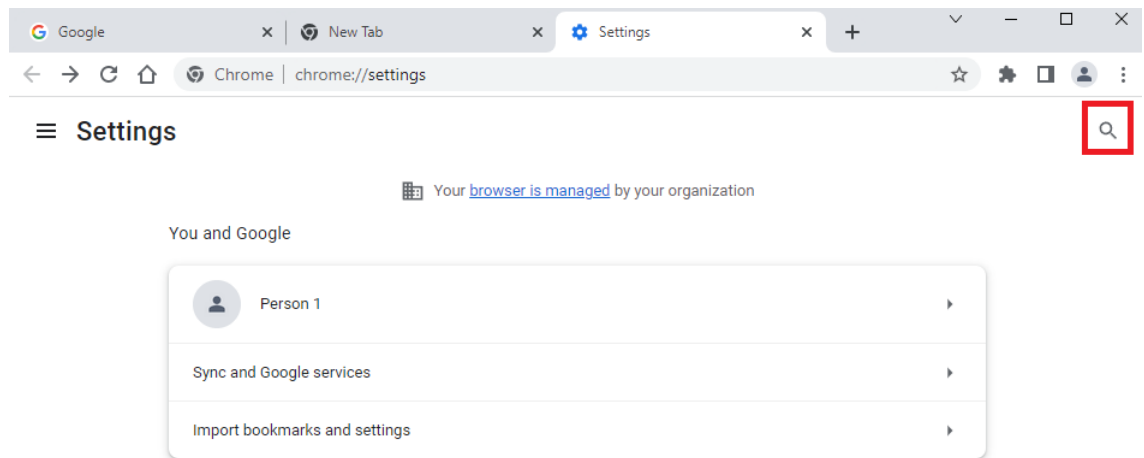 Google New Tab Settings
Chrome chrome://settings
Settings
Your browser is managed by your organization
You and Google
Person 1
Sync and Google services
Import bookmarks and settings